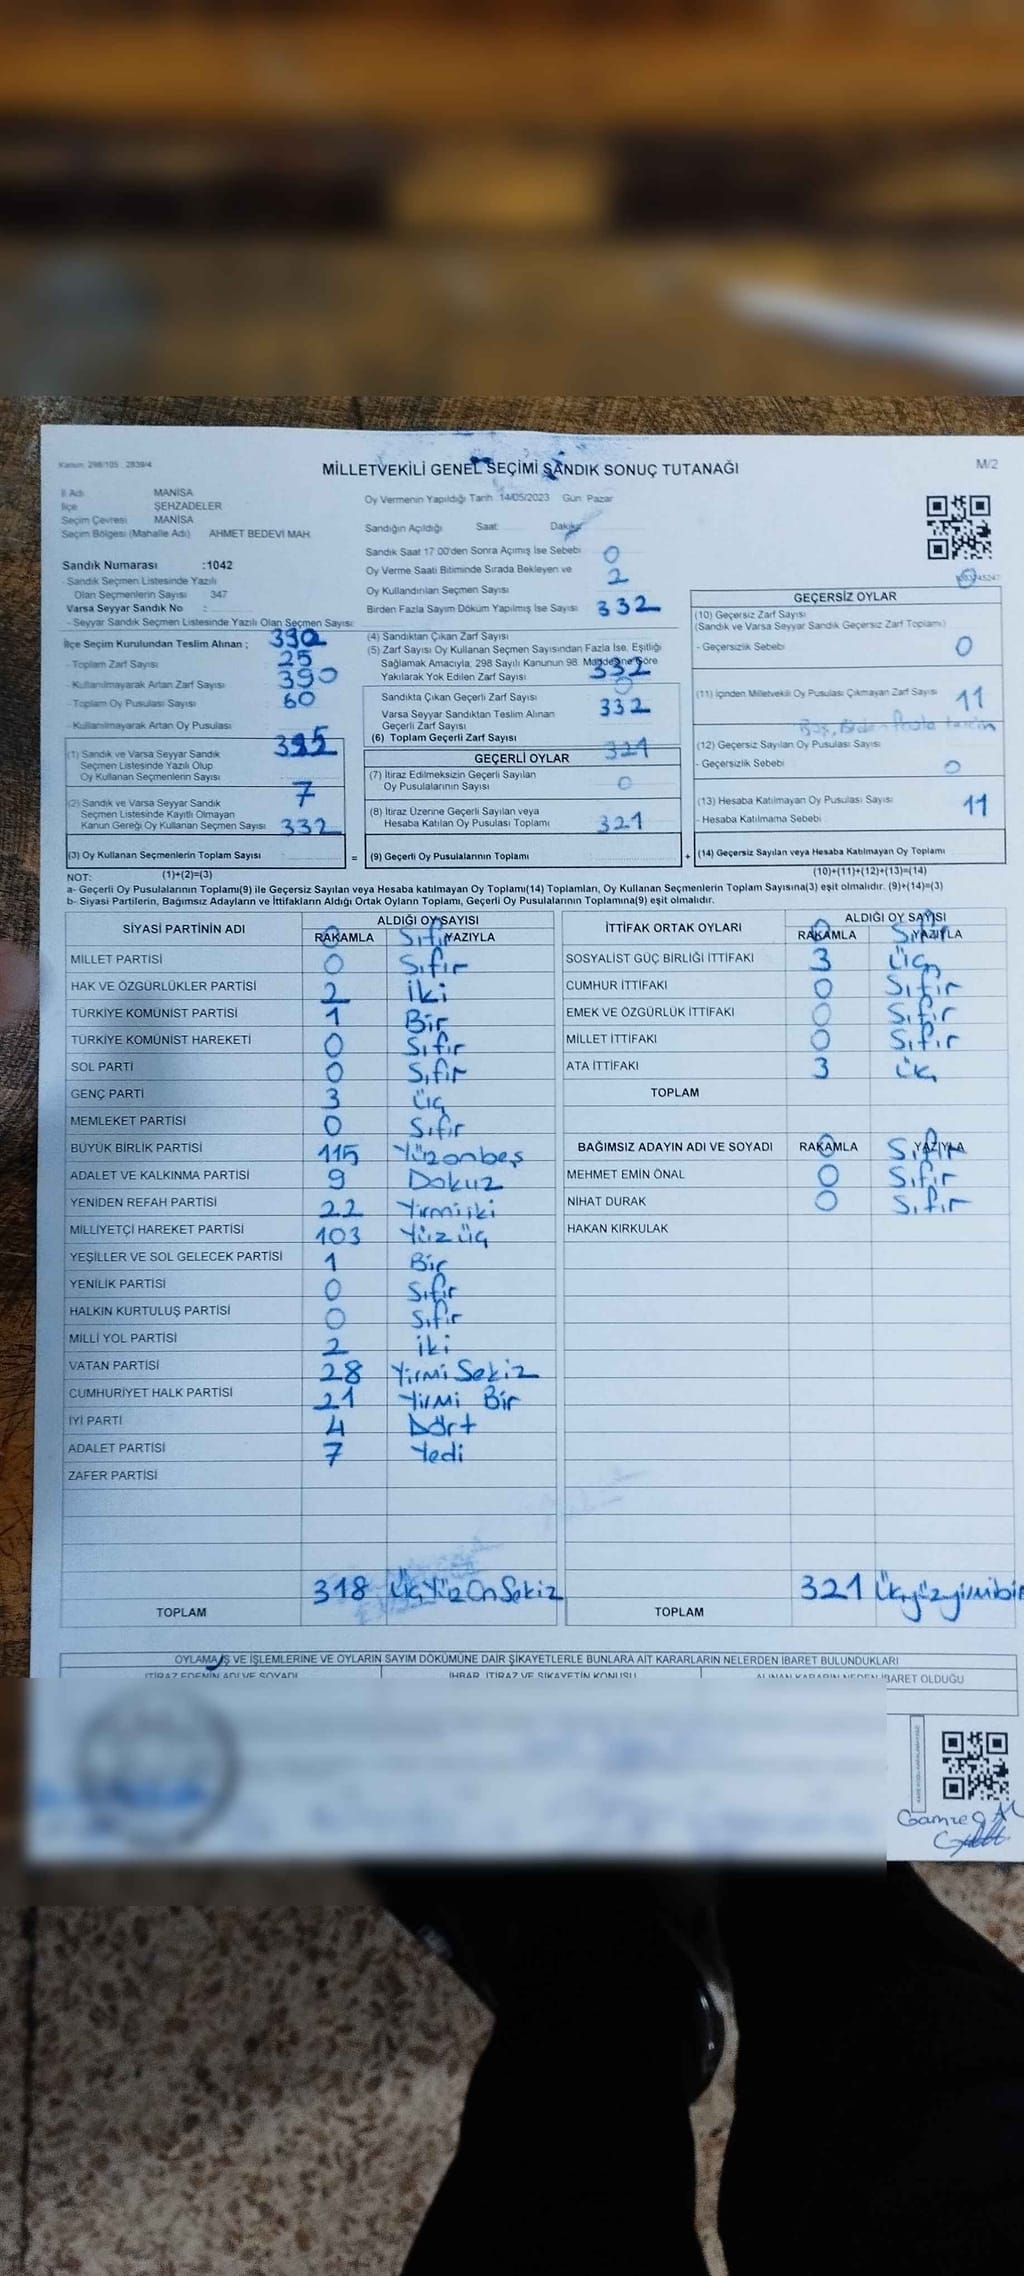 Kanun: 298/105 , 2839/4
MİLLETVEKİLİ GENEL SEÇİMİ SANDIK SONUÇ TUTANAĞI
M/2
İl Adı MANİSA
İlçe ŞEHZADELER
Seçim Çevresi MANİSA
Seçim Bölgesi (Mahalle Adı) AHMET BEDEVİ MAH.
Oy Vermenin Yapıldığı Tarih 14/05/2023 Gün: Pazar
Sandığın Açıldığı Saat Dakika
Sandık Saat 17:00'den Sonra Açımış İse Sebebi 0
Oy Verme Saati Bitiminde Sırada Bekleyen ve 2
Oy Kullandırılan Seçmen Sayısı
Birden Fazla Sayım Döküm Yapılmış İse Sayısı 332
Sandık Numarası :1042
- Sandık Seçmen Listesinde Yazılı
Olan Seçmenlerin Sayısı 347
Varsa Seyyar Sandık No :
- Seyyar Sandık Seçmen Listesinde Yazılı Olan Seçmen Sayısı
İlçe Seçim Kurulundan Teslim Alınan ; 390
- Toplam Zarf Sayısı 25
- Kullanılmayarak Artan Zarf Sayısı 390
- Toplam Oy Pusulası Sayısı 60
- Kullanılmayarak Artan Oy Pusulası
(1) Sandık ve Varsa Seyyar Sandık
Seçmen Listesinde Yazılı Olup
Oy Kullanan Seçmenlerin Sayısı
7
(2) Sandık ve Varsa Seyyar Sandık
Seçmen Listesinde Kayıtlı Olmayan
Kanun Gereği Oy Kullanan Seçmen Sayısı 332
(3) Oy Kullanan Seçmenlerin Toplam Sayısı
(4) Sandıktan Çıkan Zarf Sayısı
(5) Zarf Sayısı Oy Kullanan Seçmen Sayısından Fazla İse, Eşitliği
Sağlamak Amacıyla, 298 Sayılı Kanunun 98. Maddesine Göre 332
Yakılarak Yok Edilen Zarf Sayısı
0
Sandıkta Çıkan Geçerli Zarf Sayısı 332
Varsa Seyyar Sandıktan Teslim Alınan
Geçerli Zarf Sayısı
(6) Toplam Geçerli Zarf Sayısı
321
GEÇERLİ OYLAR
(7) İtiraz Edilmeksizin Geçerli Sayılan
Oy Pusulalarının Sayısı 0
(8) İtiraz Üzerine Geçerli Sayılan veya
Hesaba Katılan Oy Pusulası Toplamı 321
= (9) Geçerli Oy Pusulalarının Toplamı
GEÇERSİZ OYLAR
(10) Geçersiz Zarf Sayısı
(Sandık ve Varsa Seyyar Sandık Geçersiz Zarf Toplamı)
- Geçersizlik Sebebi 0
(11) İçinden Milletvekili Oy Pusulası Çıkmayan Zarf Sayısı 11
(12) Geçersiz Sayılan Oy Pusulası Sayısı
- Geçersizlik Sebebi 0
(13) Hesaba Katılmayan Oy Pusulası Sayısı 11
- Hesaba Katılmama Sebebi
+ (14) Geçersiz Sayılan veya Hesaba Katılmayan Oy Toplamı
NOT: (1)+(2)=(3)
(10)+(11)+(12)+(13)=(14)
a- Geçerli Oy Pusulalarının Toplamı(9) ile Geçersiz Sayılan veya Hesaba katılmayan Oy Toplamı(14) Toplamları, Oy Kullanan Seçmenlerin Toplam Sayısına(3) eşit olmalıdır. (9)+(14)=(3)
b- Siyasi Partilerin, Bağımsız Adayların ve İttifakların Aldığı Ortak Oyların Toplamı, Geçerli Oy Pusulalarının Toplamına(9) eşit olmalıdır.
SİYASİ PARTİNİN ADI
ALDIĞI OY SAYISI
RAKAMLA YAZIYLA
0 Sıfır
MİLLET PARTİSİ 0 Sıfır
HAK VE ÖZGÜRLÜKLER PARTİSİ 2 İki
TÜRKİYE KOMÜNİST PARTİSİ 1 Bir
TÜRKİYE KOMÜNİST HAREKETİ 0 Sıfır
SOL PARTİ 0 Sıfır
GENÇ PARTİ 3 Üç
MEMLEKET PARTİSİ 0 Sıfır
BÜYÜK BİRLİK PARTİSİ 115 Yüzonbeş
ADALET VE KALKINMA PARTİSİ 9 Dokuz
YENİDEN REFAH PARTİSİ 22 Yirmiiki
MİLLİYETÇİ HAREKET PARTİSİ 103 Yüzüç
YEŞİLLER VE SOL GELECEK PARTİSİ 1 Bir
YENİLİK PARTİSİ 0 Sıfır
HALKIN KURTULUŞ PARTİSİ 0 Sıfır
MİLLİ YOL PARTİSİ 2 iki
VATAN PARTİSİ 28 Yirmi Sekiz
CUMHURİYET HALK PARTİSİ 21 Yirmi Bir
İYİ PARTİ 4 Dört
ADALET PARTİSİ 7 Yedi
ZAFER PARTİSİ
318 ÜçYüzOnSekiz
TOPLAM
İTTİFAK ORTAK OYLARI
ALDIĞI OY SAYISI
RAKAMLA YAZIYLA
0 Sıfır
SOSYALİST GÜÇ BİRLİĞİ İTTİFAKI 3 Üç
CUMHUR İTTİFAKI 0 Sıfır
EMEK VE ÖZGÜRLÜK İTTİFAKI 0 Sıfır
MİLLET İTTİFAKI 0 Sıfır
ATA İTTİFAKI 3 Üç
TOPLAM
BAĞIMSIZ ADAYIN ADI VE SOYADI RAKAMLA YAZIYLA
0 Sıfır
MEHMET EMİN ÖNAL 0 Sıfır
NİHAT DURAK 0 Sıfır
HAKAN KIRKULAK
321 Üçyüzyirmibir
TOPLAM
OYLAMA İŞ VE İŞLEMLERİNE VE OYLARIN SAYIM DÖKÜMÜNE DAİR ŞİKAYETLERLE BUNLARA AİT KARARLARIN NELERDEN İBARET BULUNDUKLARI
İTİRAZ EDENİN ADI VE SOYADI İHBAR, İTİRAZ VE ŞİKAYETİN KONUSU ALINAN KARARIN NEDEN İBARET OLDUĞU